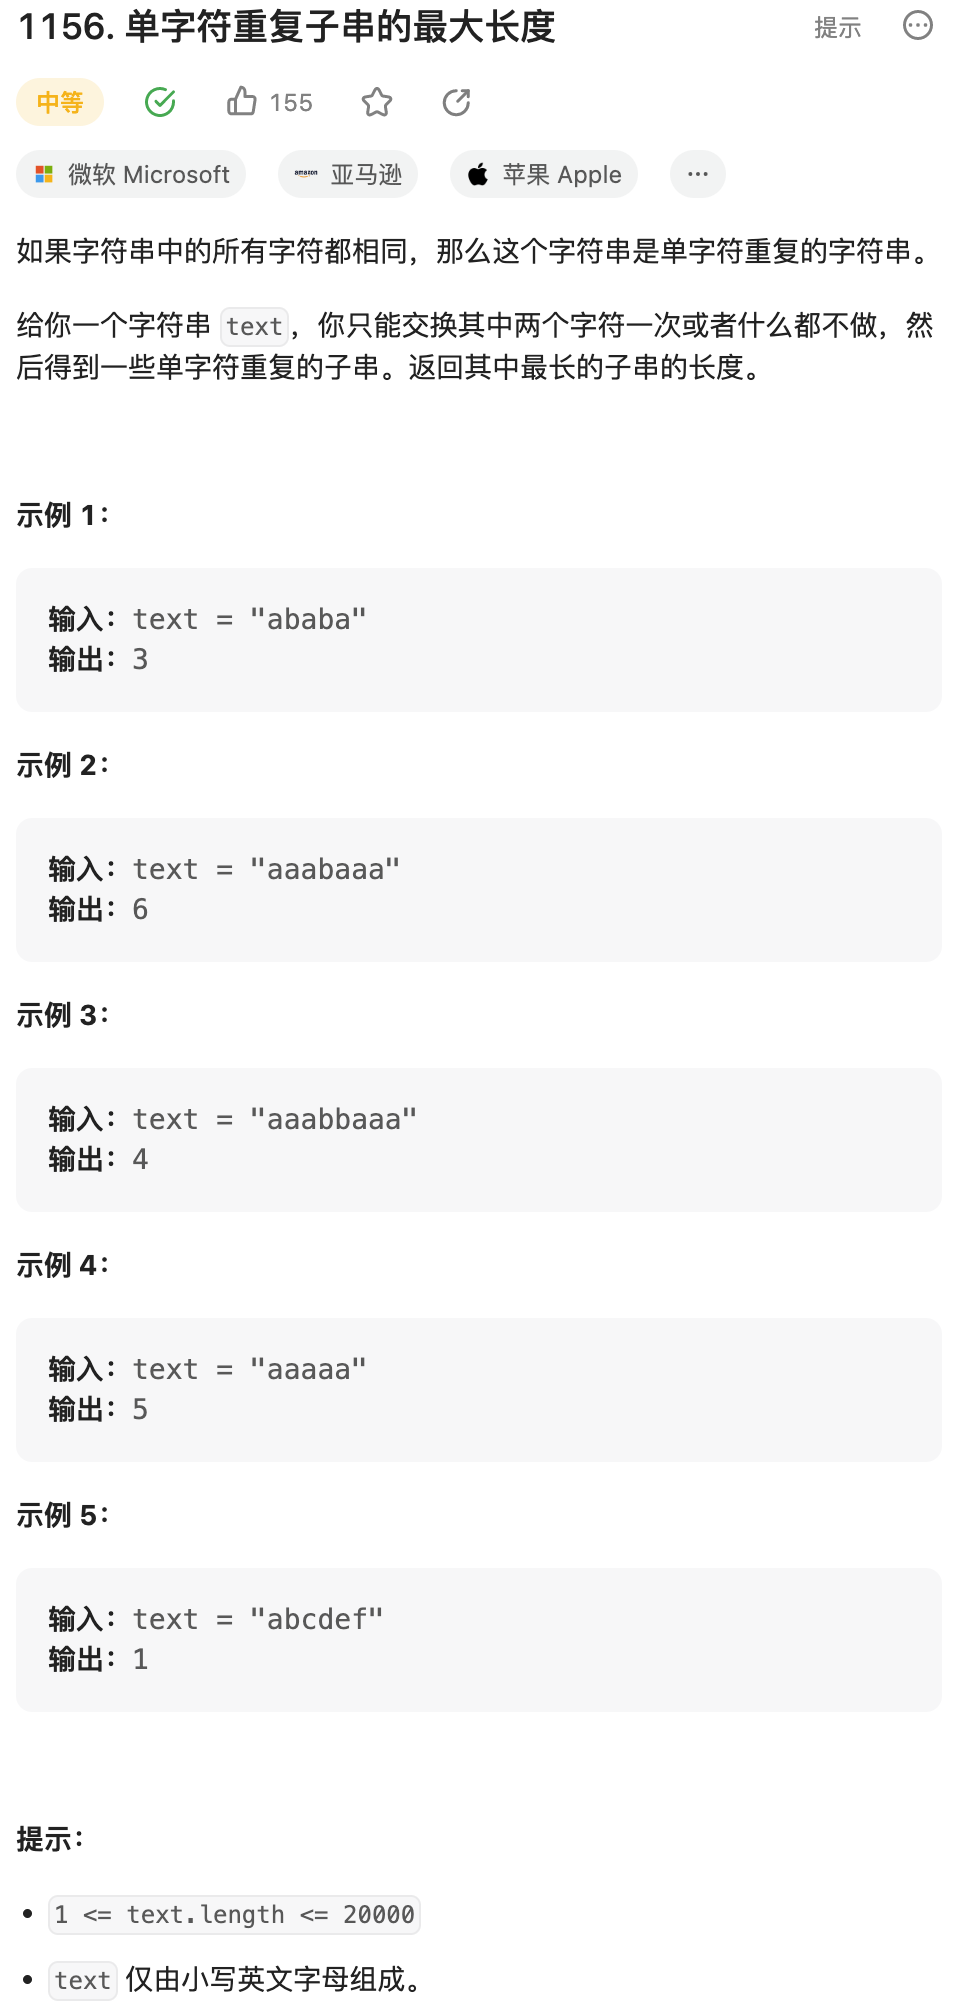 1156. 单字符重复子串的最大长度
提示
中等
155
微软 Microsoft
amazon 亚马逊
苹果 Apple
如果字符串中的所有字符都相同，那么这个字符串是单字符重复的字符串。
给你一个字符串 text，你只能交换其中两个字符一次或者什么都不做，然
后得到一些单字符重复的子串。返回其中最长的子串的长度。
示例 1：
输入：text = "ababa"
输出：3
示例 2：
输入：text = "aaabaaa"
输出：6
示例 3：
输入：text = "aaabbaaa"
输出：4
示例 4：
输入：text = "aaaaa"
输出：5
示例 5：
输入：text = "abcdef"
输出：1
提示：
• 1 <= text.length <= 20000
• text 仅由小写英文字母组成。